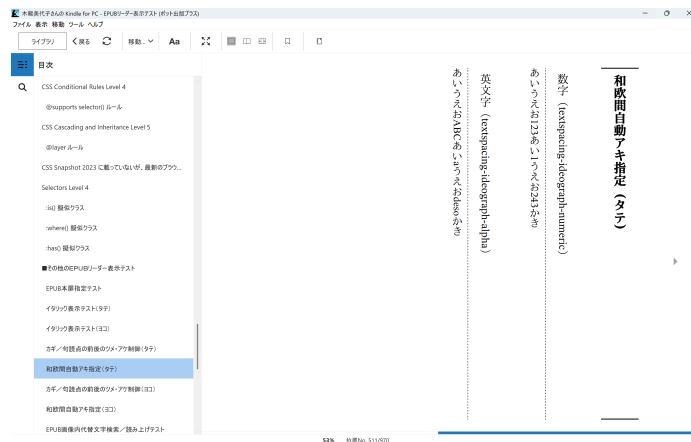 木龍美代子さんの Kindle for PC - EPUBリーダー表示テスト (ポット出版プラス)
ファイル 表示 移動 ツール ヘルプ
ライブラリ 戻る 移動... Aa
目次
CSS Conditional Rules Level 4
@supports selector() ルール
CSS Cascading and Inheritance Level 5
@layer ルール
CSS Snapshot 2023 に載っていないが、最新のブラウ...
Selectors Level 4
:is() 擬似クラス
:where() 擬似クラス
:has() 擬似クラス
■その他のEPUBリーダー表示テスト
EPUB本扉指定テスト
イタリック表示テスト(タテ)
イタリック表示テスト(ヨコ)
カギ／句読点の前後のツメ・アケ制御(タテ)
和欧間自動アキ指定(タテ)
カギ／句読点の前後のツメ・アケ制御(ヨコ)
和欧間自動アキ指定(ヨコ)
EPUB画像内代替文字検索／読み上げテスト
和欧間自動アキ指定（タテ）
数字（textspacing-ideograph-numeric）
あいうえお123あい1うえお243かき
英文字（textspacing-ideograph-alpha）
あいうえおABCあいaうえおdesoかき
53% 位置No. 511/970